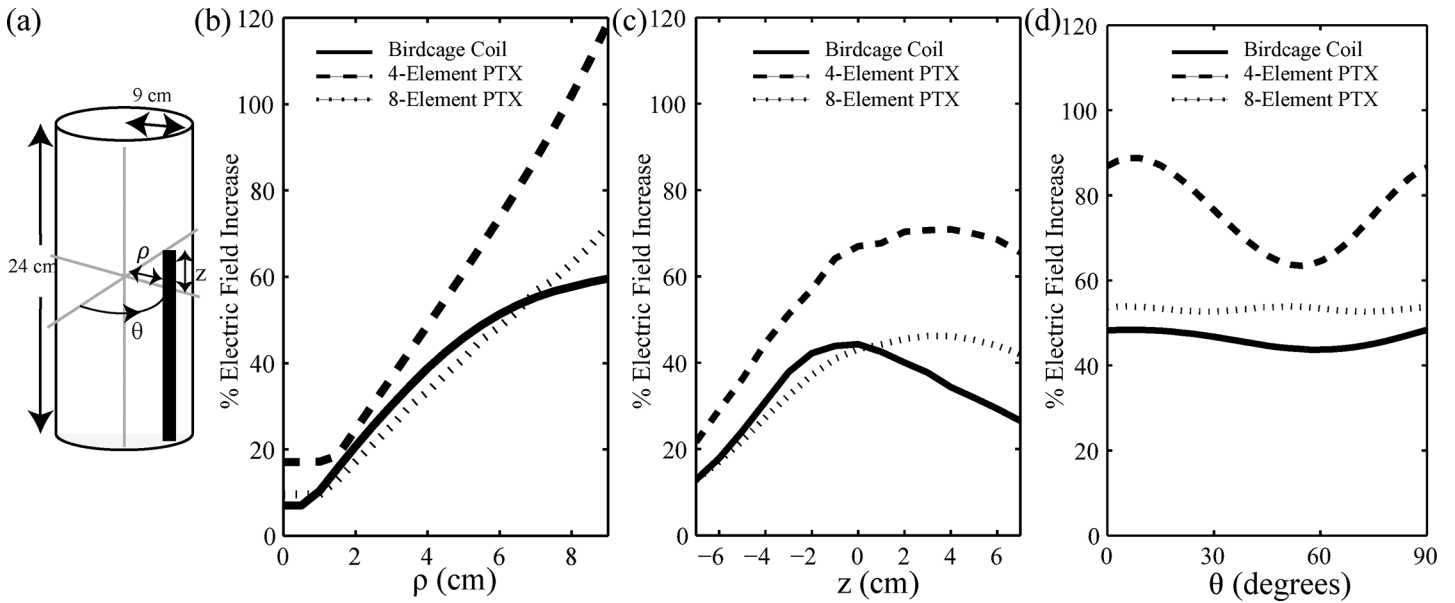 (a)
9 cm
24 cm
ρ
z
θ
(b)
% Electric Field Increase
120
100
80
60
40
20
0
Birdcage Coil
4-Element PTX
8-Element PTX
0 2 4 6 8
ρ (cm)
(c)
% Electric Field Increase
120
100
80
60
40
20
0
Birdcage Coil
4-Element PTX
8-Element PTX
−6 −4 −2 0 2 4 6
z (cm)
(d)
% Electric Field Increase
120
100
80
60
40
20
0
Birdcage Coil
4-Element PTX
8-Element PTX
0 30 60 90
θ (degrees)